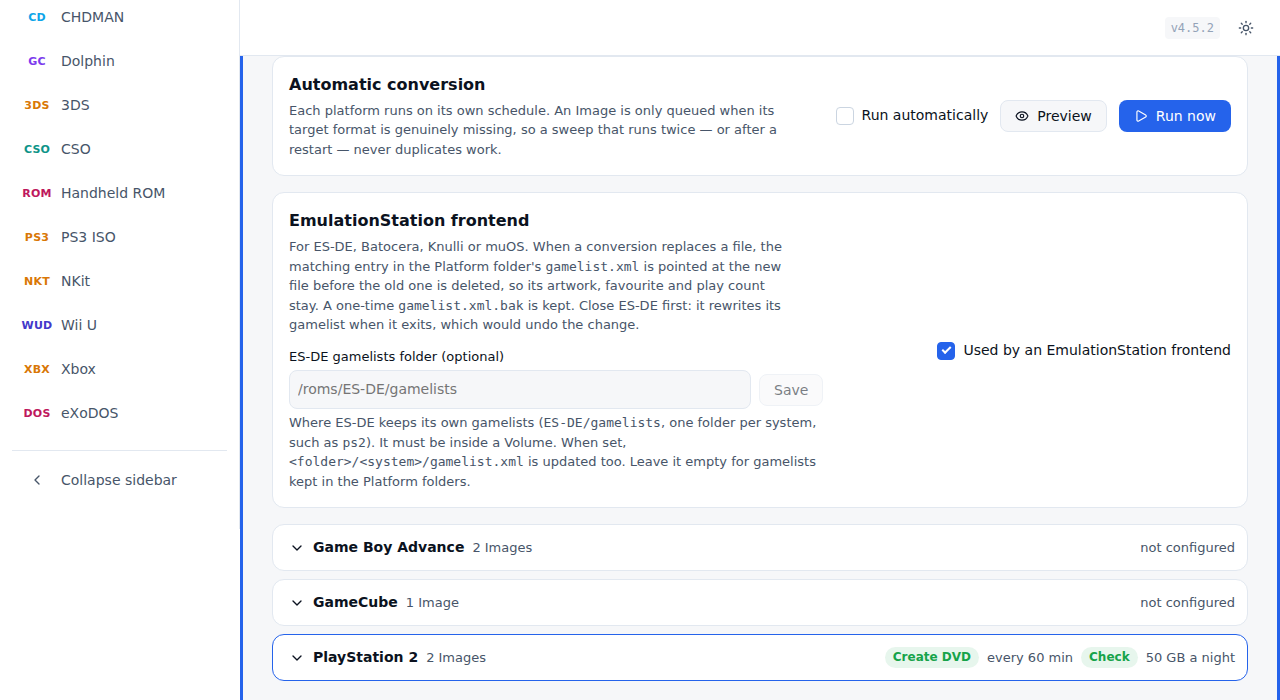 CD CHDMAN
GC Dolphin
3DS 3DS
CSO CSO
ROM Handheld ROM
PS3 PS3 ISO
NKT NKit
WUD Wii U
XBX Xbox
DOS eXoDOS
Collapse sidebar
v4.5.2
Automatic conversion
Each platform runs on its own schedule. An Image is only queued when its
target format is genuinely missing, so a sweep that runs twice — or after a
restart — never duplicates work.
Run automatically
Preview
Run now
EmulationStation frontend
For ES-DE, Batocera, Knulli or muOS. When a conversion replaces a file, the
matching entry in the Platform folder's gamelist.xml is pointed at the new
file before the old one is deleted, so its artwork, favourite and play count
stay. A one-time gamelist.xml.bak is kept. Close ES-DE first: it rewrites its
gamelist when it exits, which would undo the change.
ES-DE gamelists folder (optional)
/roms/ES-DE/gamelists
Save
Where ES-DE keeps its own gamelists (ES-DE/gamelists, one folder per system,
such as ps2). It must be inside a Volume. When set,
<folder>/<system>/gamelist.xml is updated too. Leave it empty for gamelists
kept in the Platform folders.
Used by an EmulationStation frontend
Game Boy Advance 2 Images not configured
GameCube 1 Image not configured
PlayStation 2 2 Images Create DVD every 60 min Check 50 GB a night